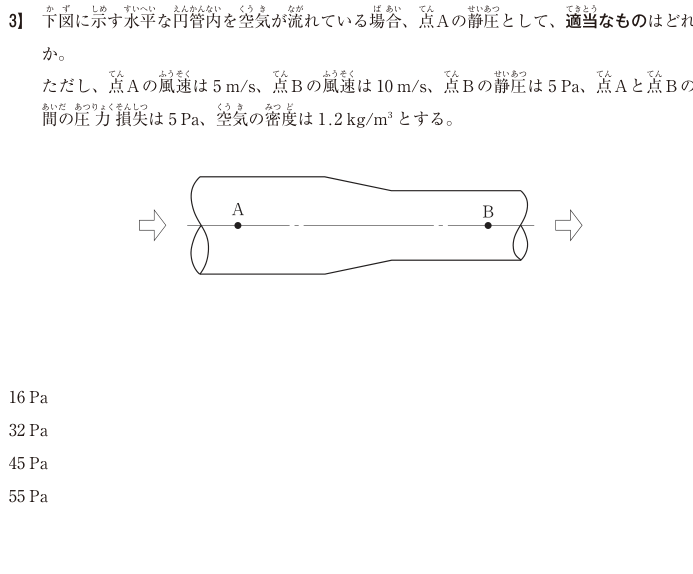 3】 下図に示す水平な円管内を空気が流れている場合、点Aの静圧として、適当なものはどれ
か。
ただし、点Aの風速は 5 m/s、点Bの風速は 10 m/s、点Bの静圧は 5 Pa、点Aと点Bの
間の圧力損失は 5 Pa、空気の密度は 1.2 kg/m³ とする。
A
B
16 Pa
32 Pa
45 Pa
55 Pa